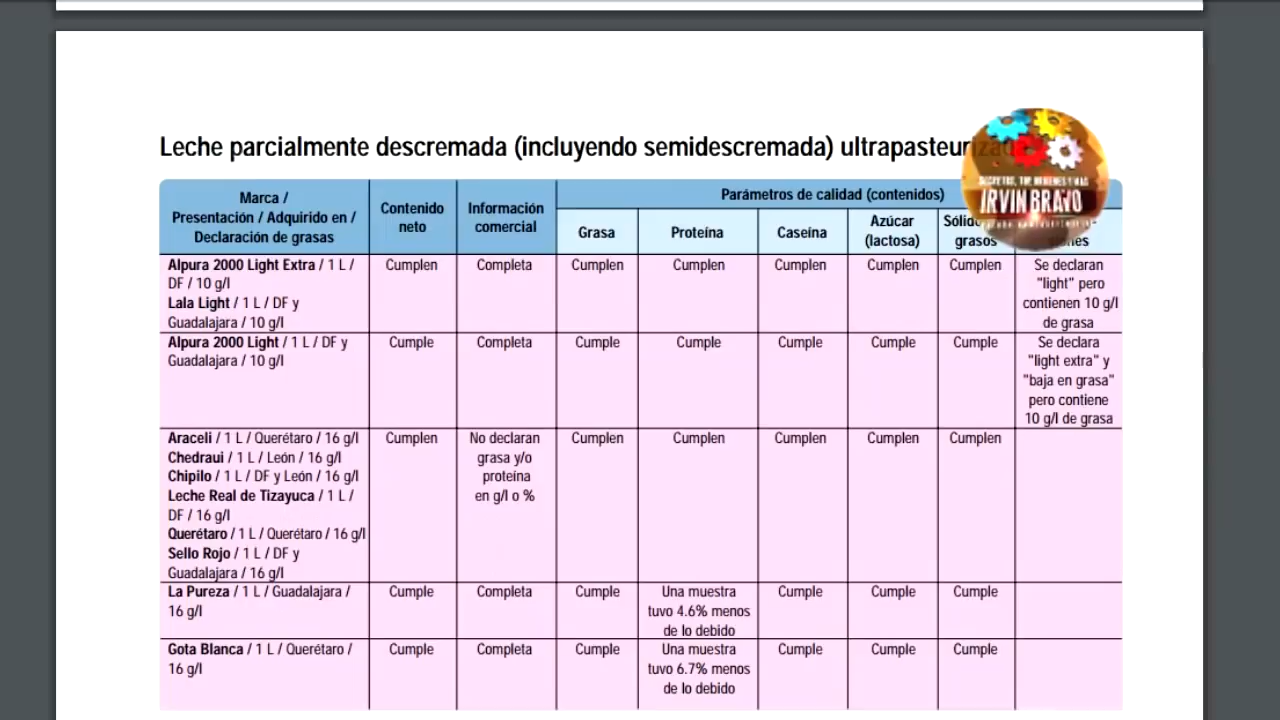 Leche parcialmente descremada (incluyendo semidescremada)
IRVIN BRAVO
Marca /
Presentación / Adquirido en /
Declaración de grasas
Contenido
neto
Información
comercial
Parámetros de calidad (contenidos)
Grasa
Proteína
Caseína
Azúcar
(lactosa)
grasos
Alpura 2000 Light Extra / 1 L /
DF / 10 g/l
Lala Light / 1 L / DF y
Guadalajara / 10 g/l
Cumplen
Completa
Cumplen
Cumplen
Cumplen
Cumplen
Cumplen
Se declaran
"light" pero
contienen 10 g/l
de grasa
Alpura 2000 Light / 1 L / DF y
Guadalajara / 10 g/l
Cumple
Completa
Cumple
Cumple
Cumple
Cumple
Cumple
Se declara
"light extra" y
"baja en grasa"
pero contiene
10 g/l de grasa
Araceli / 1 L / Querétaro / 16 g/l
Chedraui / 1 L / León / 16 g/l
Chipilo / 1 L / DF y León / 16 g/l
Leche Real de Tizayuca / 1 L /
DF / 16 g/l
Querétaro / 1 L / Querétaro / 16 g/l
Sello Rojo / 1 L / DF y
Guadalajara / 16 g/l
Cumplen
No declaran
grasa y/o
proteína
en g/l o %
Cumplen
Cumplen
Cumplen
Cumplen
Cumplen
La Pureza / 1 L / Guadalajara /
16 g/l
Cumple
Completa
Cumple
Una muestra
tuvo 4.6% menos
de lo debido
Cumple
Cumple
Cumple
Gota Blanca / 1 L / Querétaro /
16 g/l
Cumple
Completa
Cumple
Una muestra
tuvo 6.7% menos
de lo debido
Cumple
Cumple
Cumple